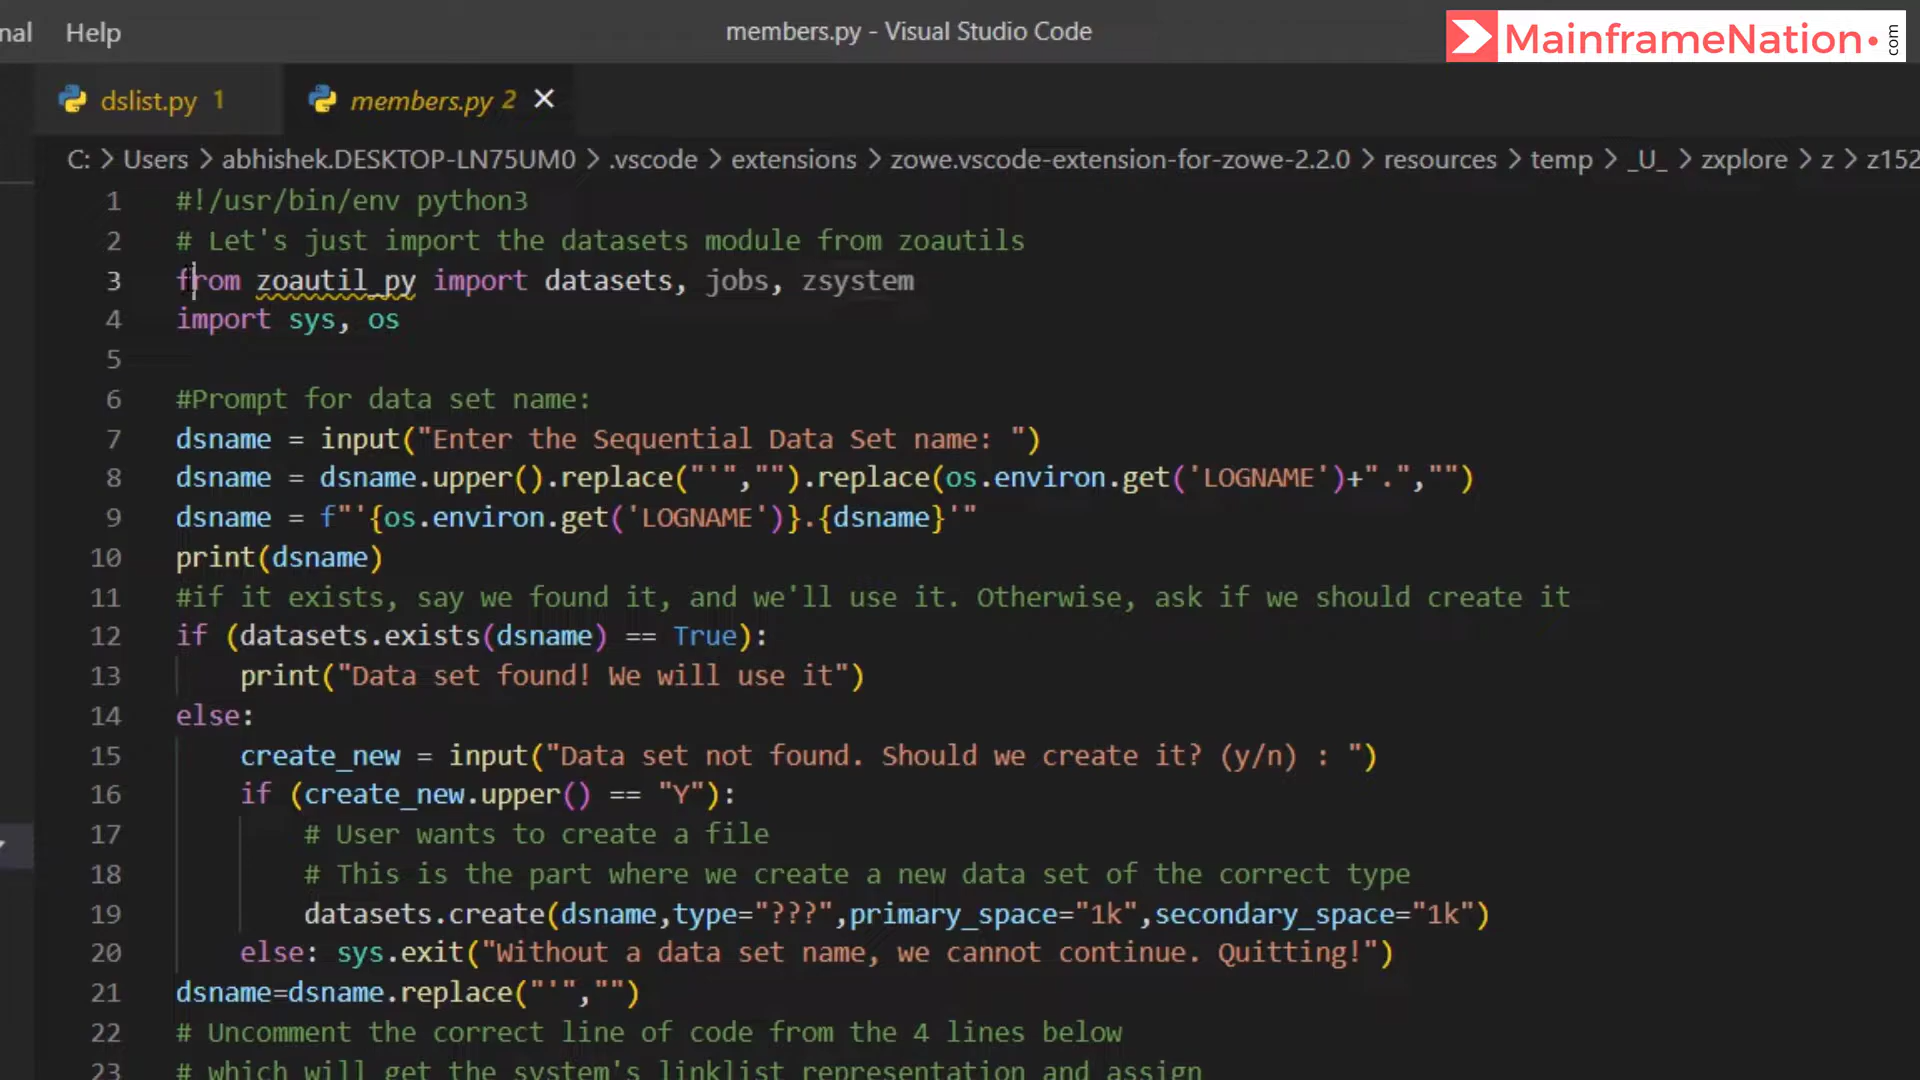 nal Help members.py - Visual Studio Code MainframeNation.com
dslist.py 1 members.py 2
C: > Users > abhishek.DESKTOP-LN75UM0 > .vscode > extensions > zowe.vscode-extension-for-zowe-2.2.0 > resources > temp > _U_ > zxplore > z > z152
1 #!/usr/bin/env python3
2 # Let's just import the datasets module from zoautils
3 from zoautil_py import datasets, jobs, zsystem
4 import sys, os
5
6 #Prompt for data set name:
7 dsname = input("Enter the Sequential Data Set name: ")
8 dsname = dsname.upper().replace("'","").replace(os.environ.get('LOGNAME')+".","")
9 dsname = f"'{os.environ.get('LOGNAME')}.{dsname}'"
10 print(dsname)
11 #if it exists, say we found it, and we'll use it. Otherwise, ask if we should create it
12 if (datasets.exists(dsname) == True):
13     print("Data set found! We will use it")
14 else:
15     create_new = input("Data set not found. Should we create it? (y/n) : ")
16     if (create_new.upper() == "Y"):
17         # User wants to create a file
18         # This is the part where we create a new data set of the correct type
19         datasets.create(dsname,type="???",primary_space="1k",secondary_space="1k")
20     else: sys.exit("Without a data set name, we cannot continue. Quitting!")
21 dsname=dsname.replace("'","")
22 # Uncomment the correct line of code from the 4 lines below
23 # which will get the system's linklist representation and assign